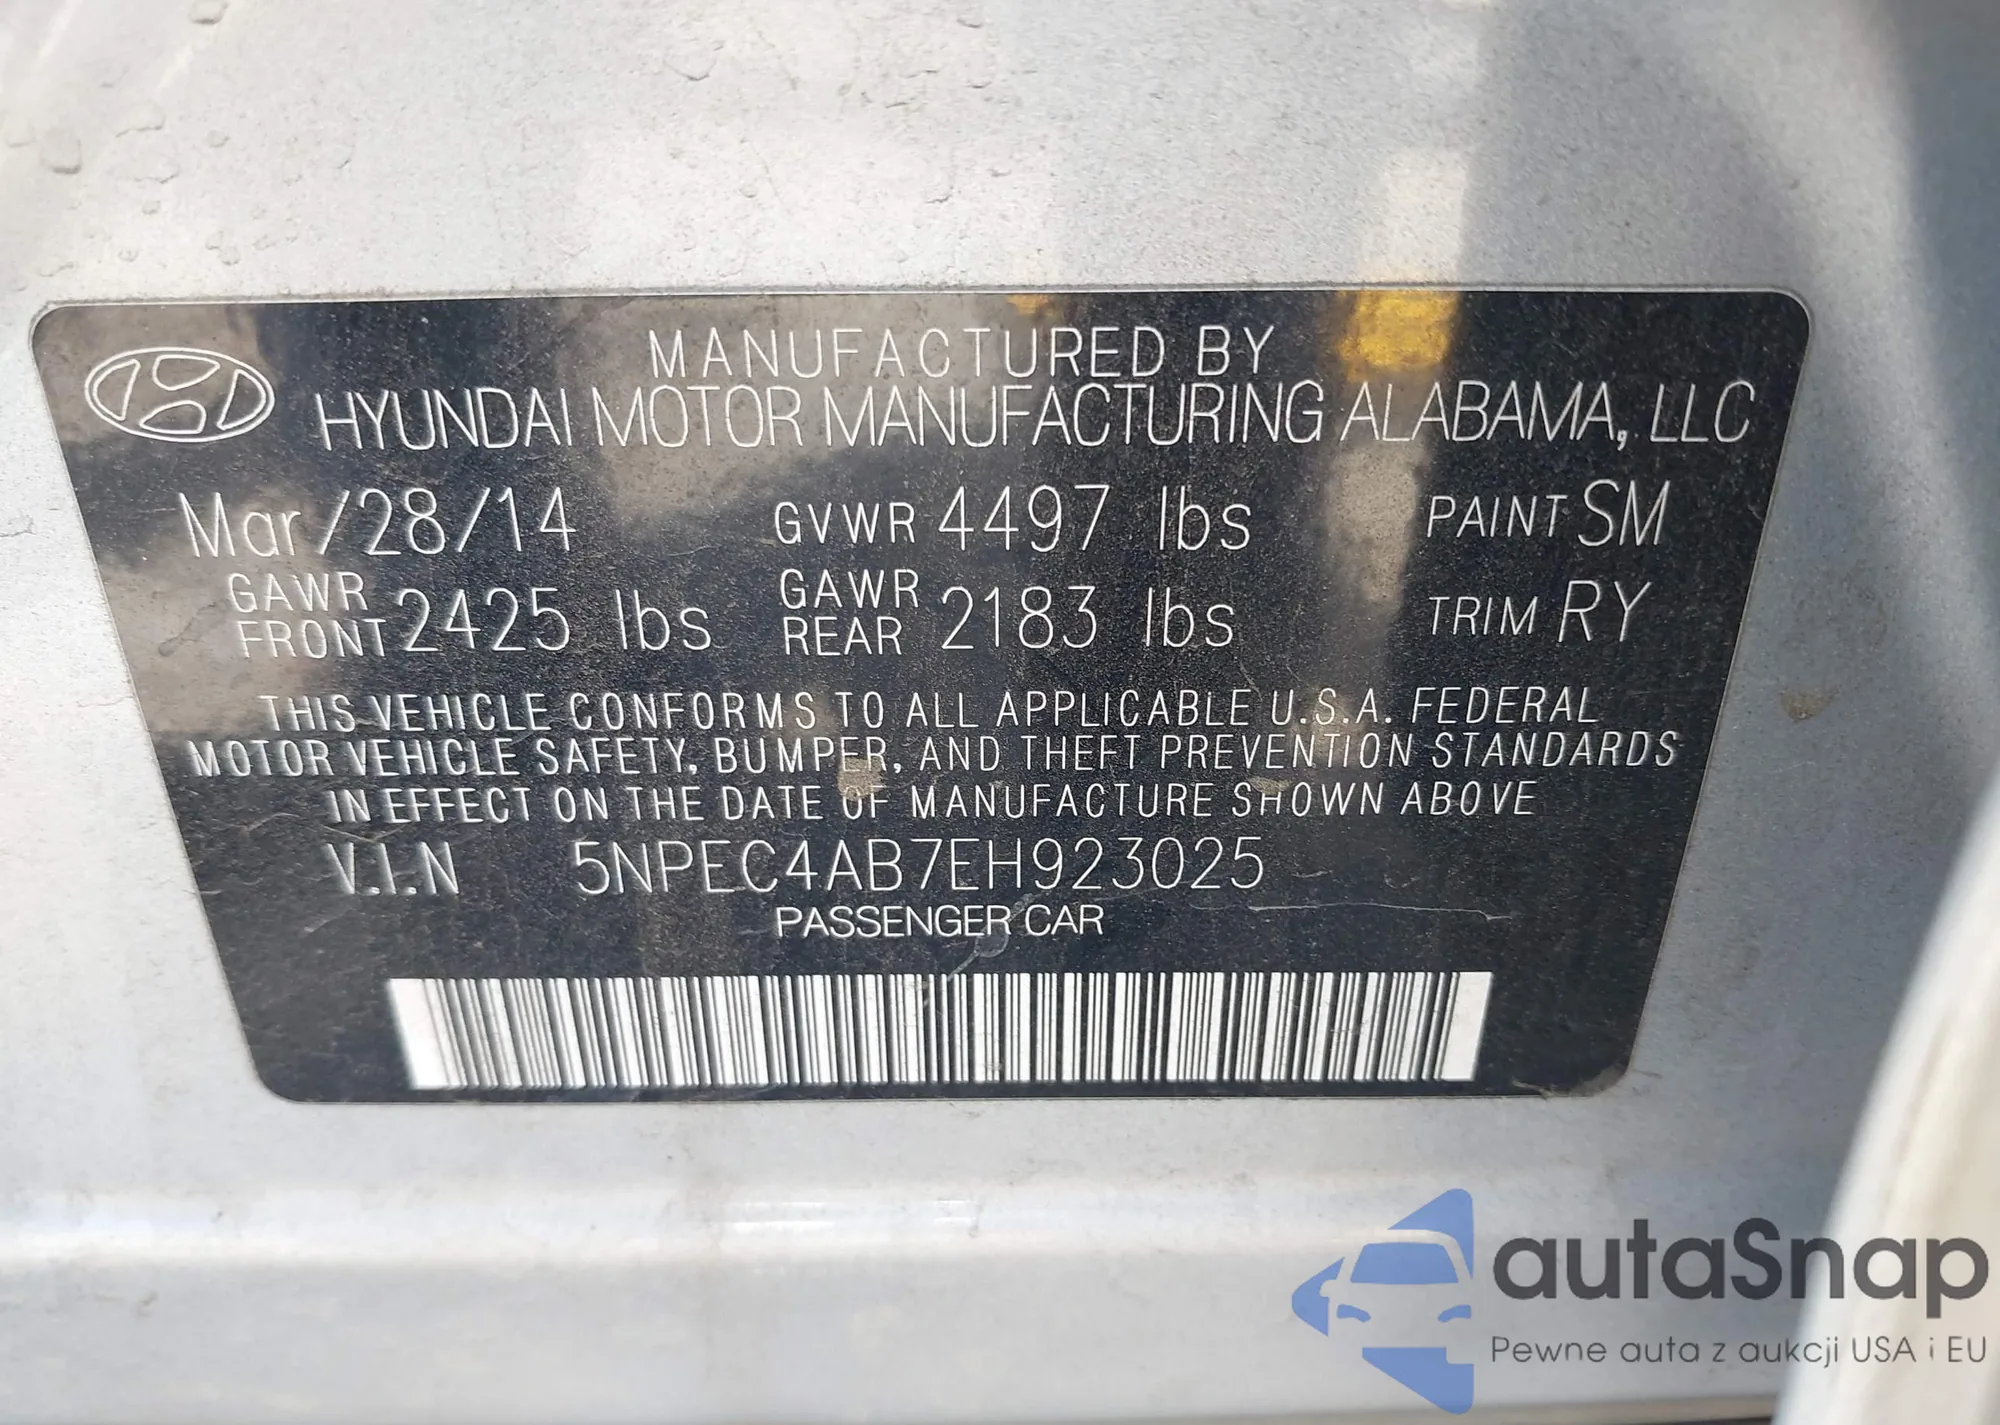 MANUFACTURED BY
HYUNDAI MOTOR MANUFACTURING ALABAMA, LLC
Mar/28/14 GVWR 4497 lbs PAINT SM
GAWR FRONT 2425 lbs GAWR REAR 2183 lbs TRIM RY
THIS VEHICLE CONFORMS TO ALL APPLICABLE U.S.A. FEDERAL
MOTOR VEHICLE SAFETY, BUMPER, AND THEFT PREVENTION STANDARDS
IN EFFECT ON THE DATE OF MANUFACTURE SHOWN ABOVE
V.I.N 5NPEC4AB7EH923025
PASSENGER CAR
autaSnap
Pewne auta z aukcji USA i EU